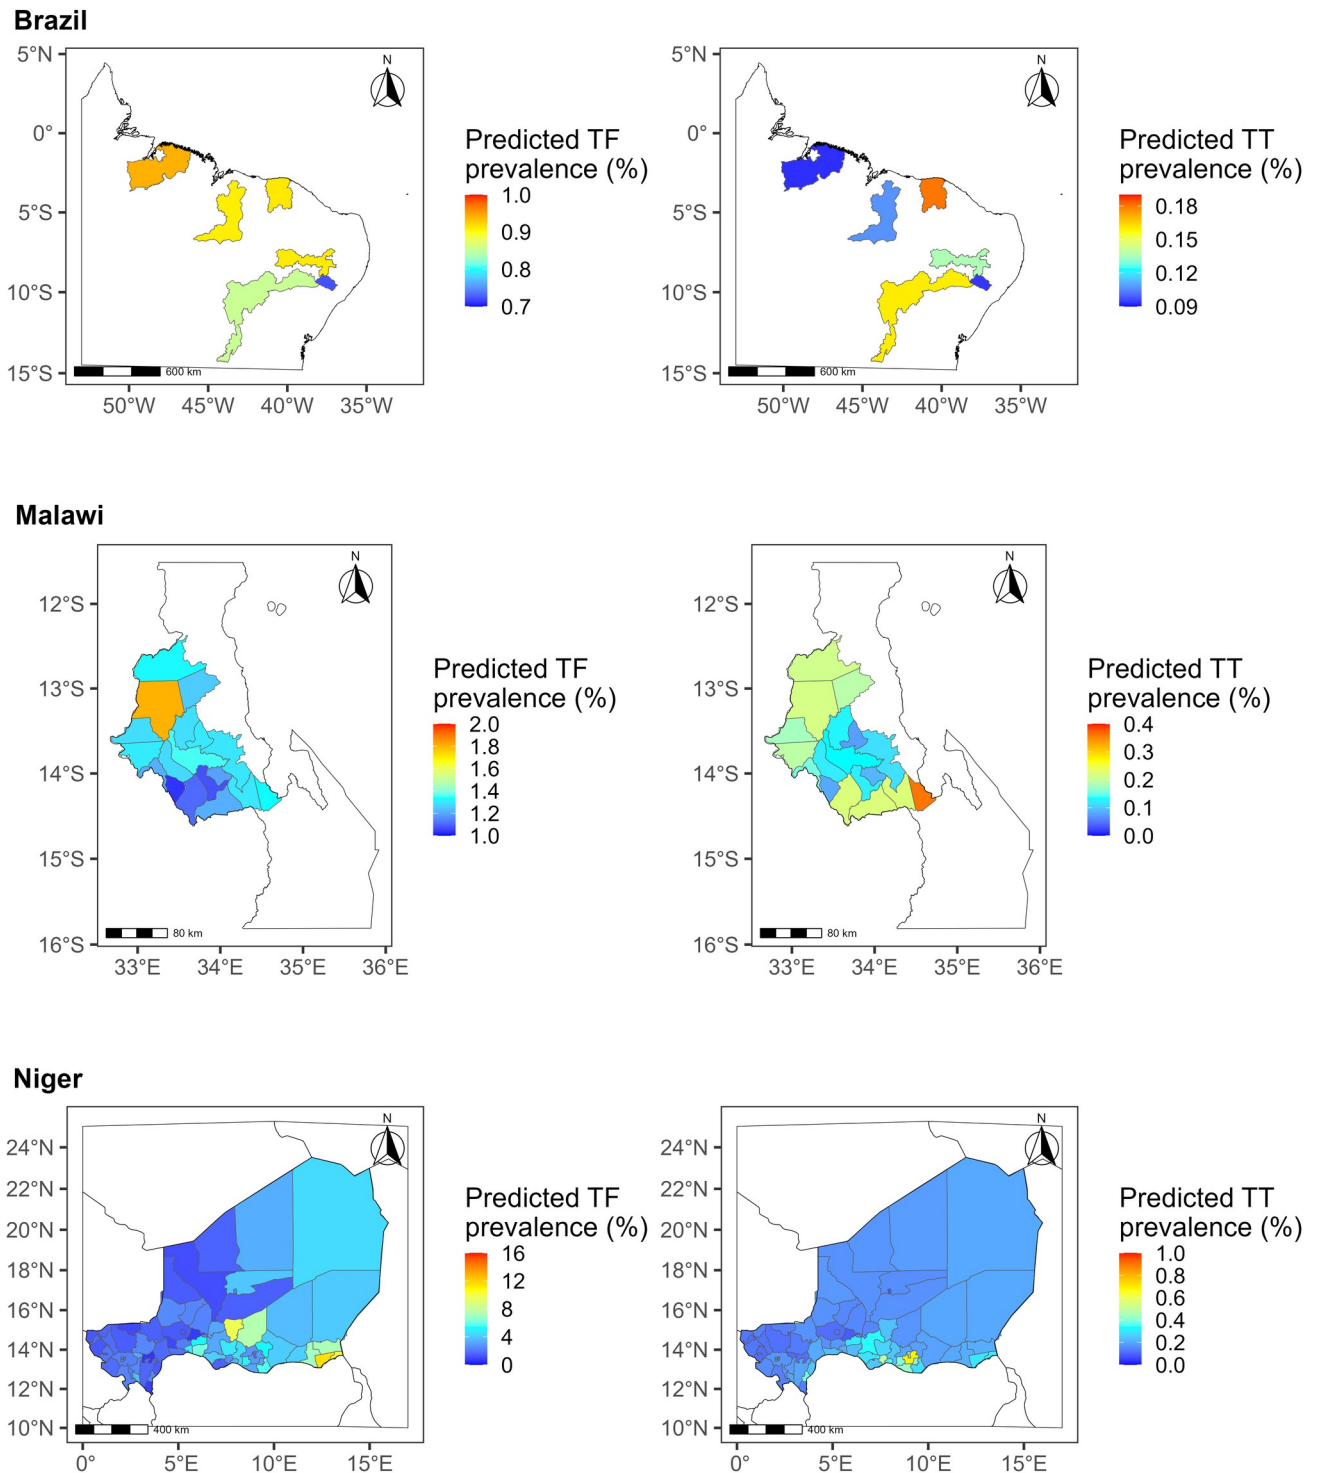 Brazil
5°N
0°
5°S
10°S
15°S
N
600 km
50°W 45°W 40°W 35°W
Predicted TF
prevalence (%)
1.0
0.9
0.8
0.7
5°N
0°
5°S
10°S
15°S
N
600 km
50°W 45°W 40°W 35°W
Predicted TT
prevalence (%)
0.18
0.15
0.12
0.09
Malawi
12°S
13°S
14°S
15°S
16°S
N
80 km
33°E 34°E 35°E 36°E
Predicted TF
prevalence (%)
2.0
1.8
1.6
1.4
1.2
1.0
12°S
13°S
14°S
15°S
16°S
N
80 km
33°E 34°E 35°E 36°E
Predicted TT
prevalence (%)
0.4
0.3
0.2
0.1
0.0
Niger
24°N
22°N
20°N
18°N
16°N
14°N
12°N
10°N
N
400 km
0° 5°E 10°E 15°E
Predicted TF
prevalence (%)
16
12
8
4
0
24°N
22°N
20°N
18°N
16°N
14°N
12°N
10°N
N
400 km
0° 5°E 10°E 15°E
Predicted TT
prevalence (%)
1.0
0.8
0.6
0.4
0.2
0.0